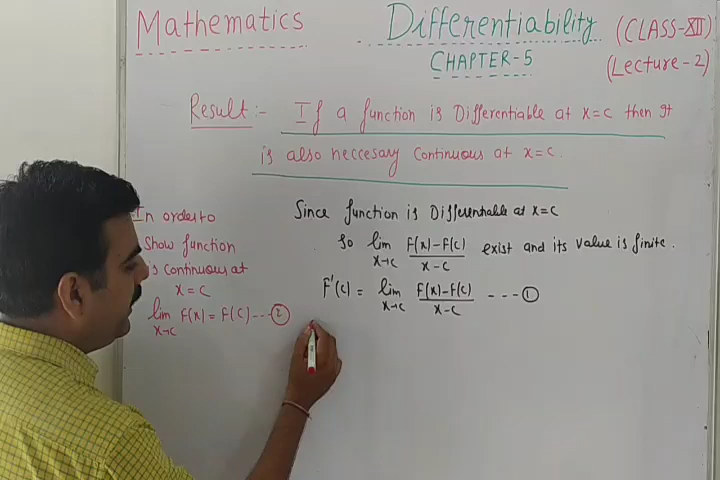 Mathematics
Differentiability (CLASS-XII)
CHAPTER-5
(Lecture-2)
Result:- If a function is Differentiable at x=c then it
is also neccesary Continuous at x=c.
In order to
Show function
is Continuous at
x=c
lim F(x) = F(c) --- ②
x→c
Since function is Differentiable at x=c
So lim F(x)-F(c) exist and its value is finite.
x→c x-c
F'(c) = lim F(x)-F(c) ---- ①
x→c x-c